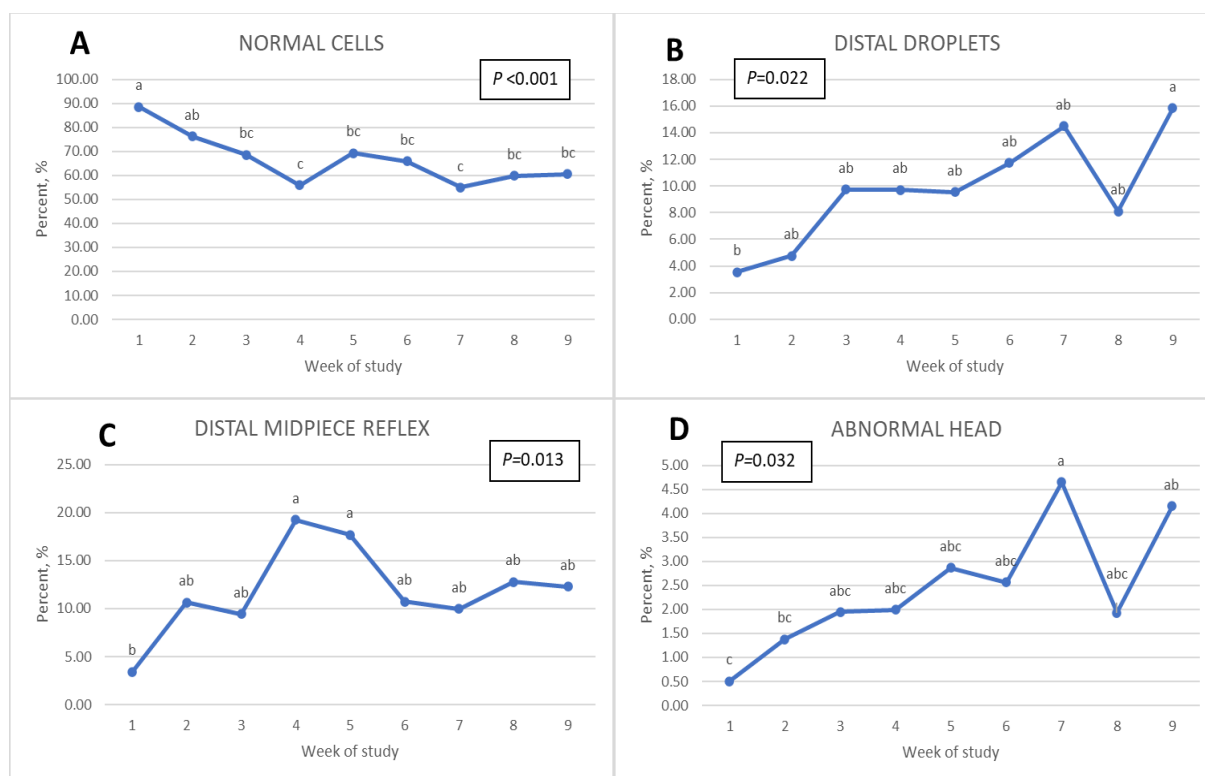 A
NORMAL CELLS
P <0.001
100.00
90.00
80.00
70.00
60.00
50.00
40.00
30.00
20.00
10.00
0.00
Percent, %
a
ab
bc
c
bc
bc
c
bc
bc
1 2 3 4 5 6 7 8 9
Week of study
B
DISTAL DROPLETS
P=0.022
18.00
16.00
14.00
12.00
10.00
8.00
6.00
4.00
2.00
0.00
Percent, %
b
ab
ab
ab
ab
ab
ab
ab
a
1 2 3 4 5 6 7 8 9
Week of study
C
DISTAL MIDPIECE REFLEX
P=0.013
25.00
20.00
15.00
10.00
5.00
0.00
Percent, %
b
ab
ab
a
a
ab
ab
ab
ab
1 2 3 4 5 6 7 8 9
Week of study
D
ABNORMAL HEAD
P=0.032
5.00
4.50
4.00
3.50
3.00
2.50
2.00
1.50
1.00
0.50
0.00
Percent, %
c
bc
abc
abc
abc
abc
a
abc
ab
1 2 3 4 5 6 7 8 9
Week of study